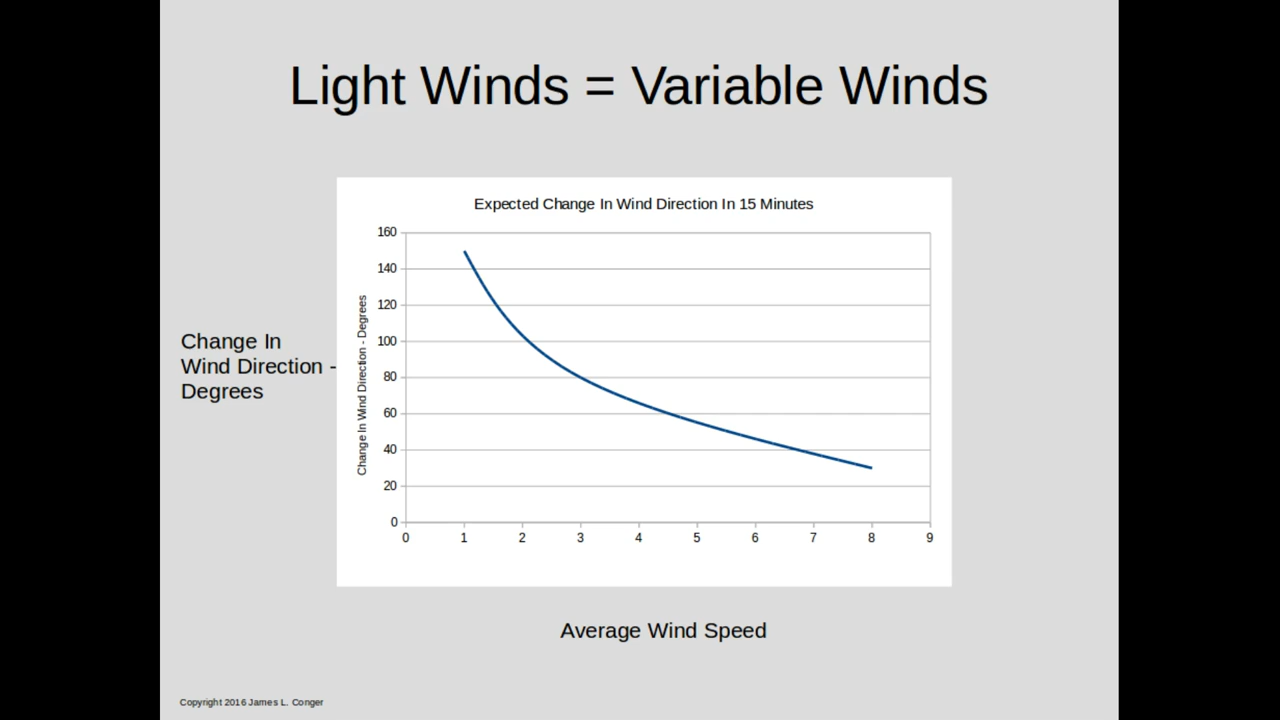 Light Winds = Variable Winds
Expected Change In Wind Direction In 15 Minutes
160
140
120
100
80
60
40
20
0
Change In Wind Direction - Degrees
Change In
Wind Direction -
Degrees
0 1 2 3 4 5 6 7 8 9
Average Wind Speed
Copyright 2016 James L. Conger